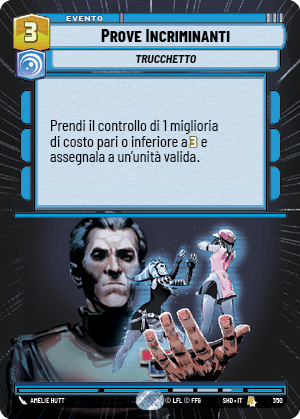 3
EVENTO
PROVE INCRIMINANTI
TRUCCHETTO
Prendi il controllo di 1 miglioria
di costo pari o inferiore a 3 e
assegnala a un'unità valida.
AMÉLIE HUTT
© LFL © FFG
SHD • IT
350